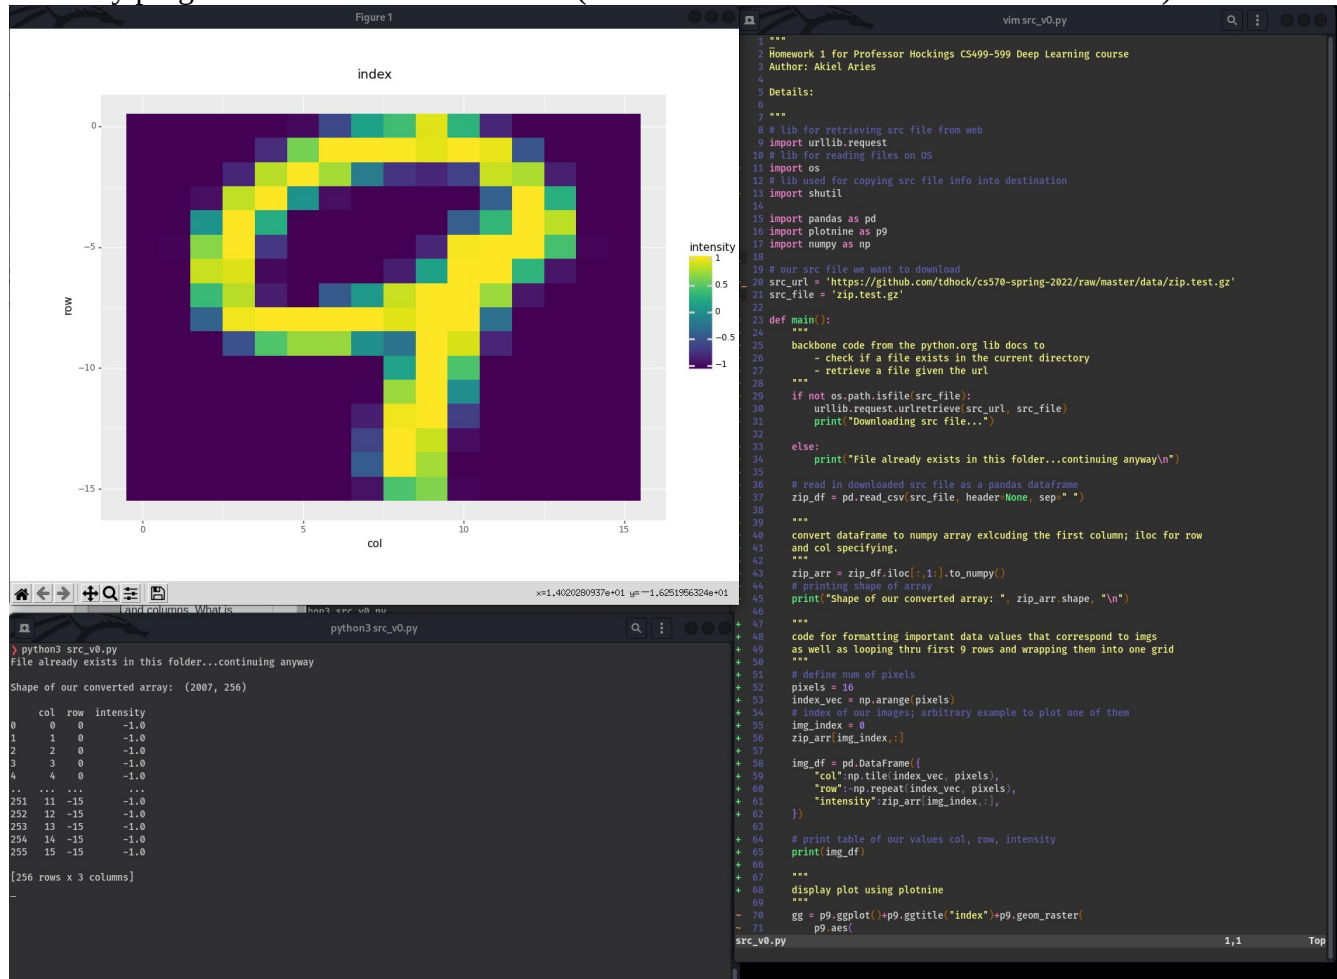 Figure 1
index
intensity
1
0.5
0
−0.5
−1
row
0
−5
−10
−15
0
5
10
15
col
x=1.4020280937e+01 y=−1.6251956324e+01
and columns. What is
python3 src_v0.py
❯ python3 src_v0.py
File already exists in this folder...continuing anyway
Shape of our converted array:  (2007, 256)
col  row  intensity
0      0    0       -1.0
1      1    0       -1.0
2      2    0       -1.0
3      3    0       -1.0
4      4    0       -1.0
..   ...  ...        ...
251   11  -15       -1.0
252   12  -15       -1.0
253   13  -15       -1.0
254   14  -15       -1.0
255   15  -15       -1.0
[256 rows x 3 columns]
vim src_v0.py
1 """
2 Homework 1 for Professor Hockings CS499-599 Deep Learning course
3 Author: Akiel Aries
4
5 Details:
6
7 """
8 # lib for retrieving src file from web
9 import urllib.request
10 # lib for reading files on OS
11 import os
12 # lib used for copying src file info into destination
13 import shutil
14
15 import pandas as pd
16 import plotnine as p9
17 import numpy as np
18
19 # our src file we want to download
_ 20 src_url = 'https://github.com/tdhock/cs570-spring-2022/raw/master/data/zip.test.gz'
21 src_file = 'zip.test.gz'
22
23 def main():
24     """
25     backbone code from the python.org lib docs to
26         - check if a file exists in the current directory
27         - retrieve a file given the url
28     """
29     if not os.path.isfile(src_file):
30         urllib.request.urlretrieve(src_url, src_file)
31         print("Downloading src file...")
32
33     else:
34         print("File already exists in this folder...continuing anyway\n")
35
36     # read in downloaded src file as a pandas dataframe
37     zip_df = pd.read_csv(src_file, header=None, sep=" ")
38
39     """
40     convert dataframe to numpy array exlcuding the first column; iloc for row
41     and col specifying.
42     """
43     zip_arr = zip_df.iloc[:,1:].to_numpy()
44     # printing shape of array
45     print("Shape of our converted array: ", zip_arr.shape, "\n")
46
+ 47     """
+ 48     code for formatting important data values that correspond to imgs
+ 49     as well as looping thru first 9 rows and wrapping them into one grid
+ 50     """
+ 51     # define num of pixels
+ 52     pixels = 16
+ 53     index_vec = np.arange(pixels)
+ 54     # index of our images; arbitrary example to plot one of them
+ 55     img_index = 0
+ 56     zip_arr[img_index,:]
+ 57
+ 58     img_df = pd.DataFrame({
+ 59         "col":np.tile(index_vec, pixels),
+ 60         "row":-np.repeat(index_vec, pixels),
+ 61         "intensity":zip_arr[img_index,:],
+ 62     })
63
+ 64     # print table of our values col, row, intensity
+ 65     print(img_df)
+ 66
+ 67     """
+ 68     display plot using plotnine
69     """
~ 70     gg = p9.ggplot()+p9.ggtitle("index")+p9.geom_raster(
~ 71         p9.aes(
src_v0.py 1,1 Top